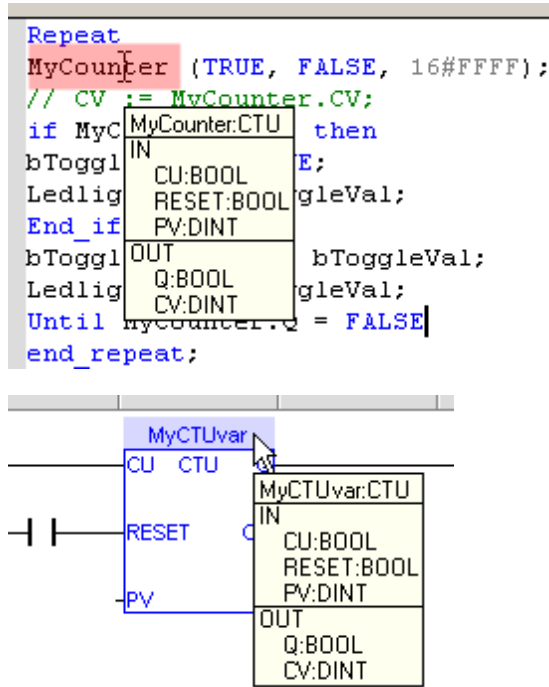 Repeat
MyCounter (TRUE, FALSE, 16#FFFF);
// CV := MyCounter.CV;
if MyC then
MyCounter:CTU
IN
bToggl E;
CU:BOOL
Ledlig gleVal;
RESET:BOOL
End_if
PV:DINT
OUT
bToggl bToggleVal;
Q:BOOL
Ledlig gleVal;
CV:DINT
Until MyCounter.Q = FALSE
end_repeat;
MyCTUvar
CU CTU Q
MyCTUvar:CTU
IN
RESET C
CU:BOOL
RESET:BOOL
PV
PV:DINT
OUT
Q:BOOL
CV:DINT